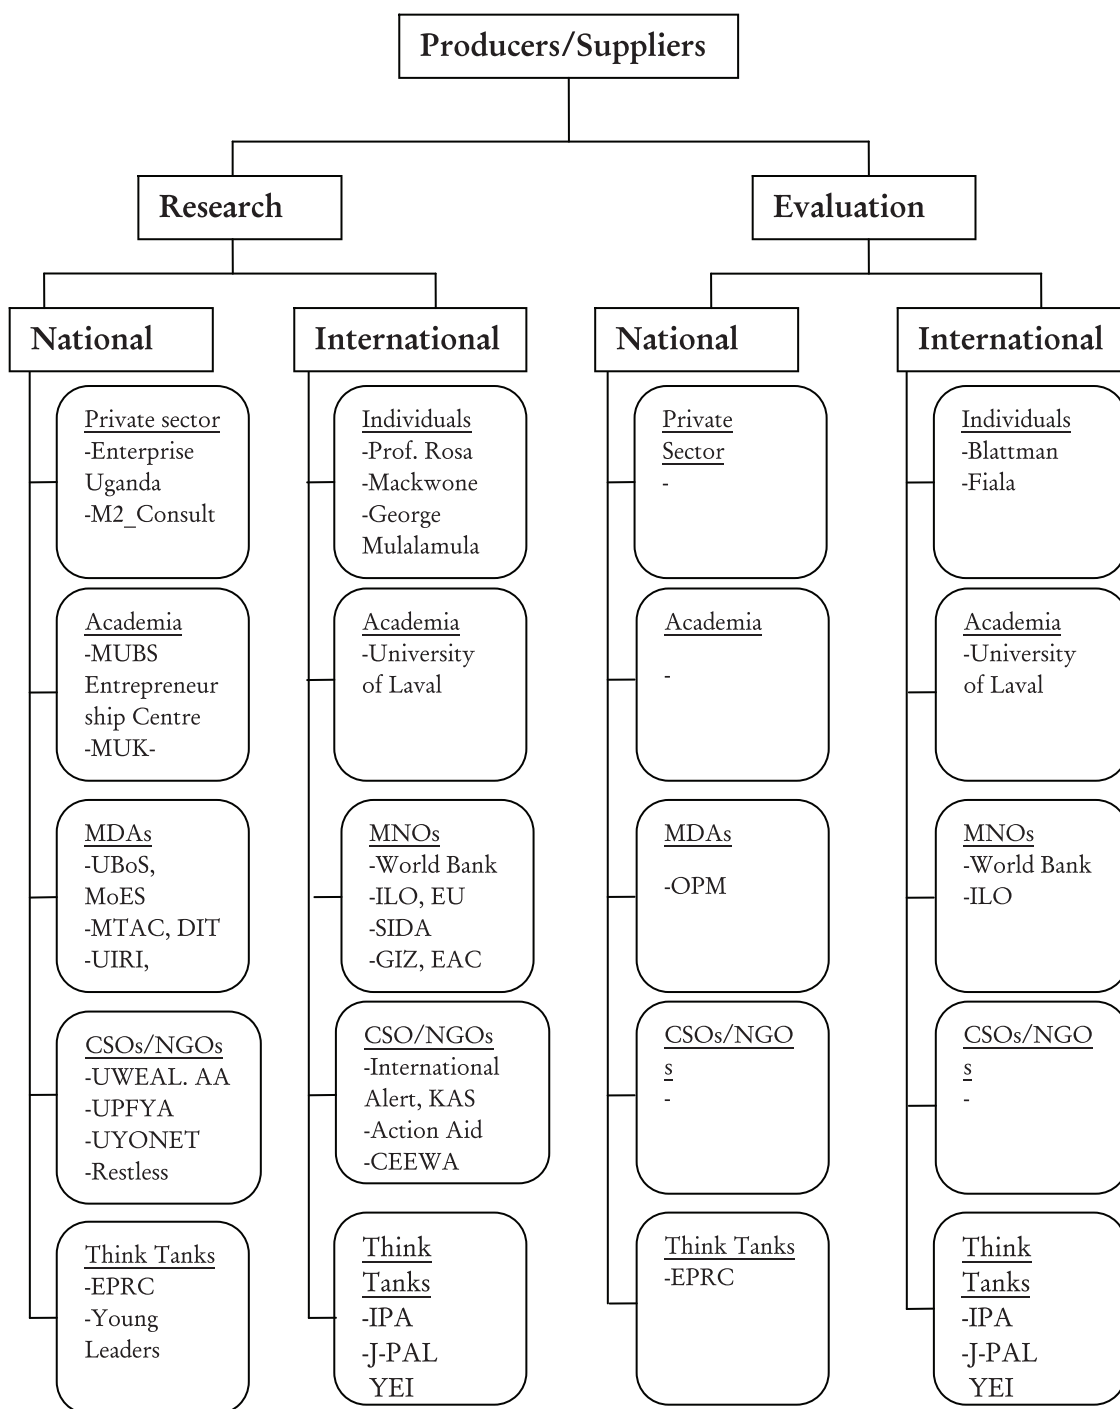 Producers/Suppliers
Research
Evaluation
National
International
National
International
Private sector
-Enterprise
Uganda
-M2_Consult
Academia
-MUBS
Entrepreneur
ship Centre
-MUK-
MDAs
-UBoS,
MoES
-MTAC, DIT
-UIRI,
CSOs/NGOs
-UWEAL. AA
-UPFYA
-UYONET
-Restless
Think Tanks
-EPRC
-Young
Leaders
Individuals
-Prof. Rosa
-Mackwone
-George
Mulalamula
Academia
-University
of Laval
MNOs
-World Bank
-ILO, EU
-SIDA
-GIZ, EAC
CSO/NGOs
-International
Alert, KAS
-Action Aid
-CEEWA
Think
Tanks
-IPA
-J-PAL
YEI
Private
Sector
-
Academia
-
MDAs
-OPM
CSOs/NGO
s
-
Think Tanks
-EPRC
Individuals
-Blattman
-Fiala
Academia
-University
of Laval
MNOs
-World Bank
-ILO
CSOs/NGO
s
-
Think
Tanks
-IPA
-J-PAL
YEI